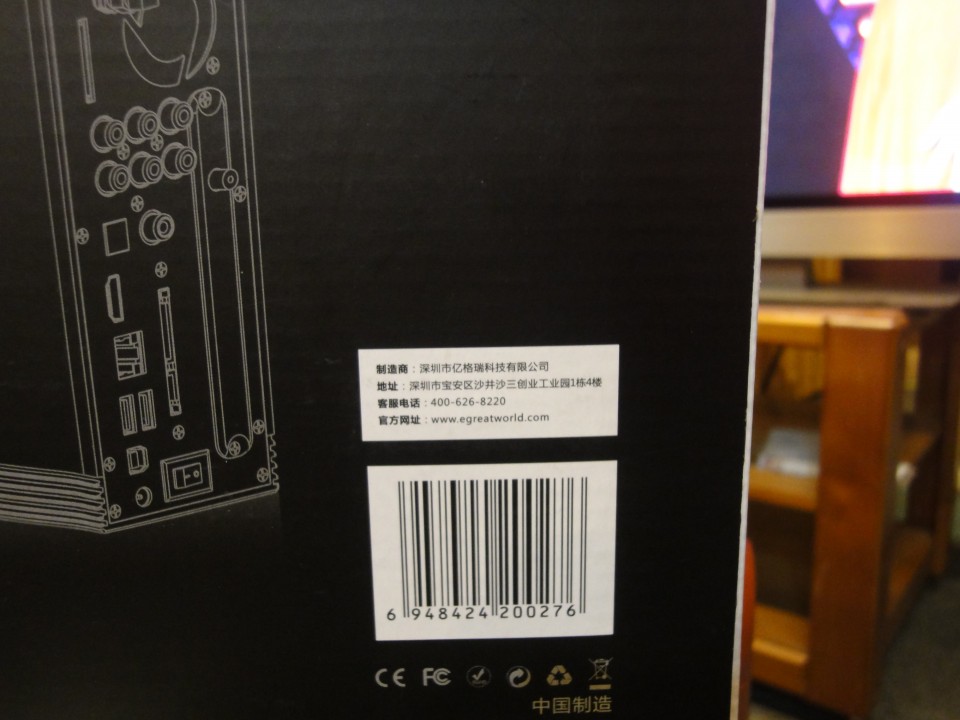 制造商：深圳市亿格瑞科技有限公司
地址：深圳市宝安区沙井沙三创业工业园1栋4楼
客服电话：400-626-8220
官方网址：www.egreatworld.com
6 948424 200276
CE FC
中国制造